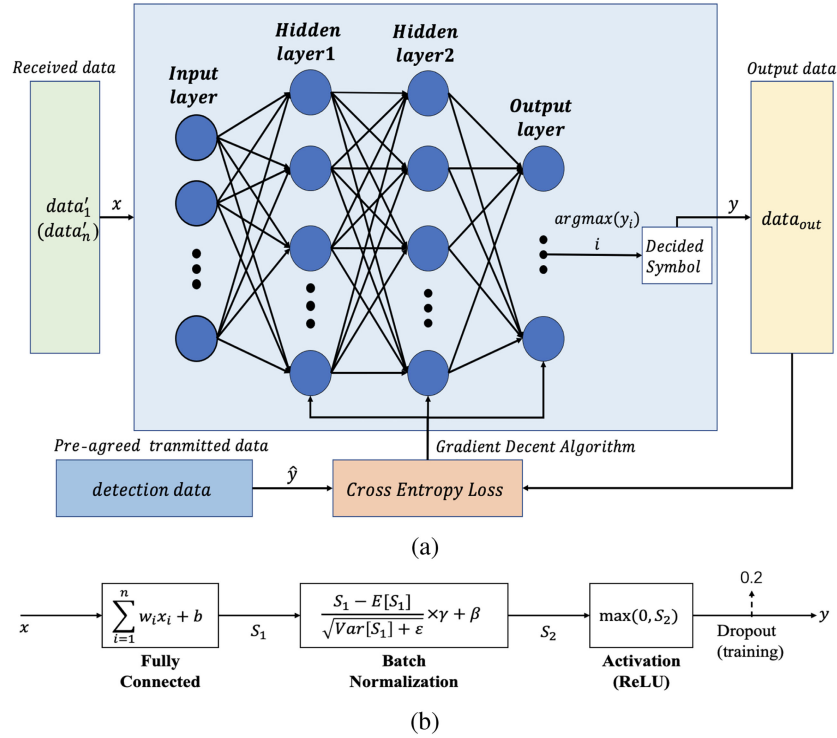 Received data
data′₁
(data′ₙ)
x
Input
layer
Hidden
layer1
Hidden
layer2
Output
layer
argmax(yᵢ)
i
Decided
Symbol
y
Output data
dataₒᵤₜ
Pre-agreed tranmitted data
detection data
ŷ
Gradient Decent Algorithm
Cross Entropy Loss
(a)
x
∑ᵢ₌₁ⁿ wᵢxᵢ + b
Fully
Connected
S₁
(S₁ − E[S₁]) / √(Var[S₁] + ε) × γ + β
Batch
Normalization
S₂
max(0, S₂)
Activation
(ReLU)
0.2
Dropout
(training)
y
(b)